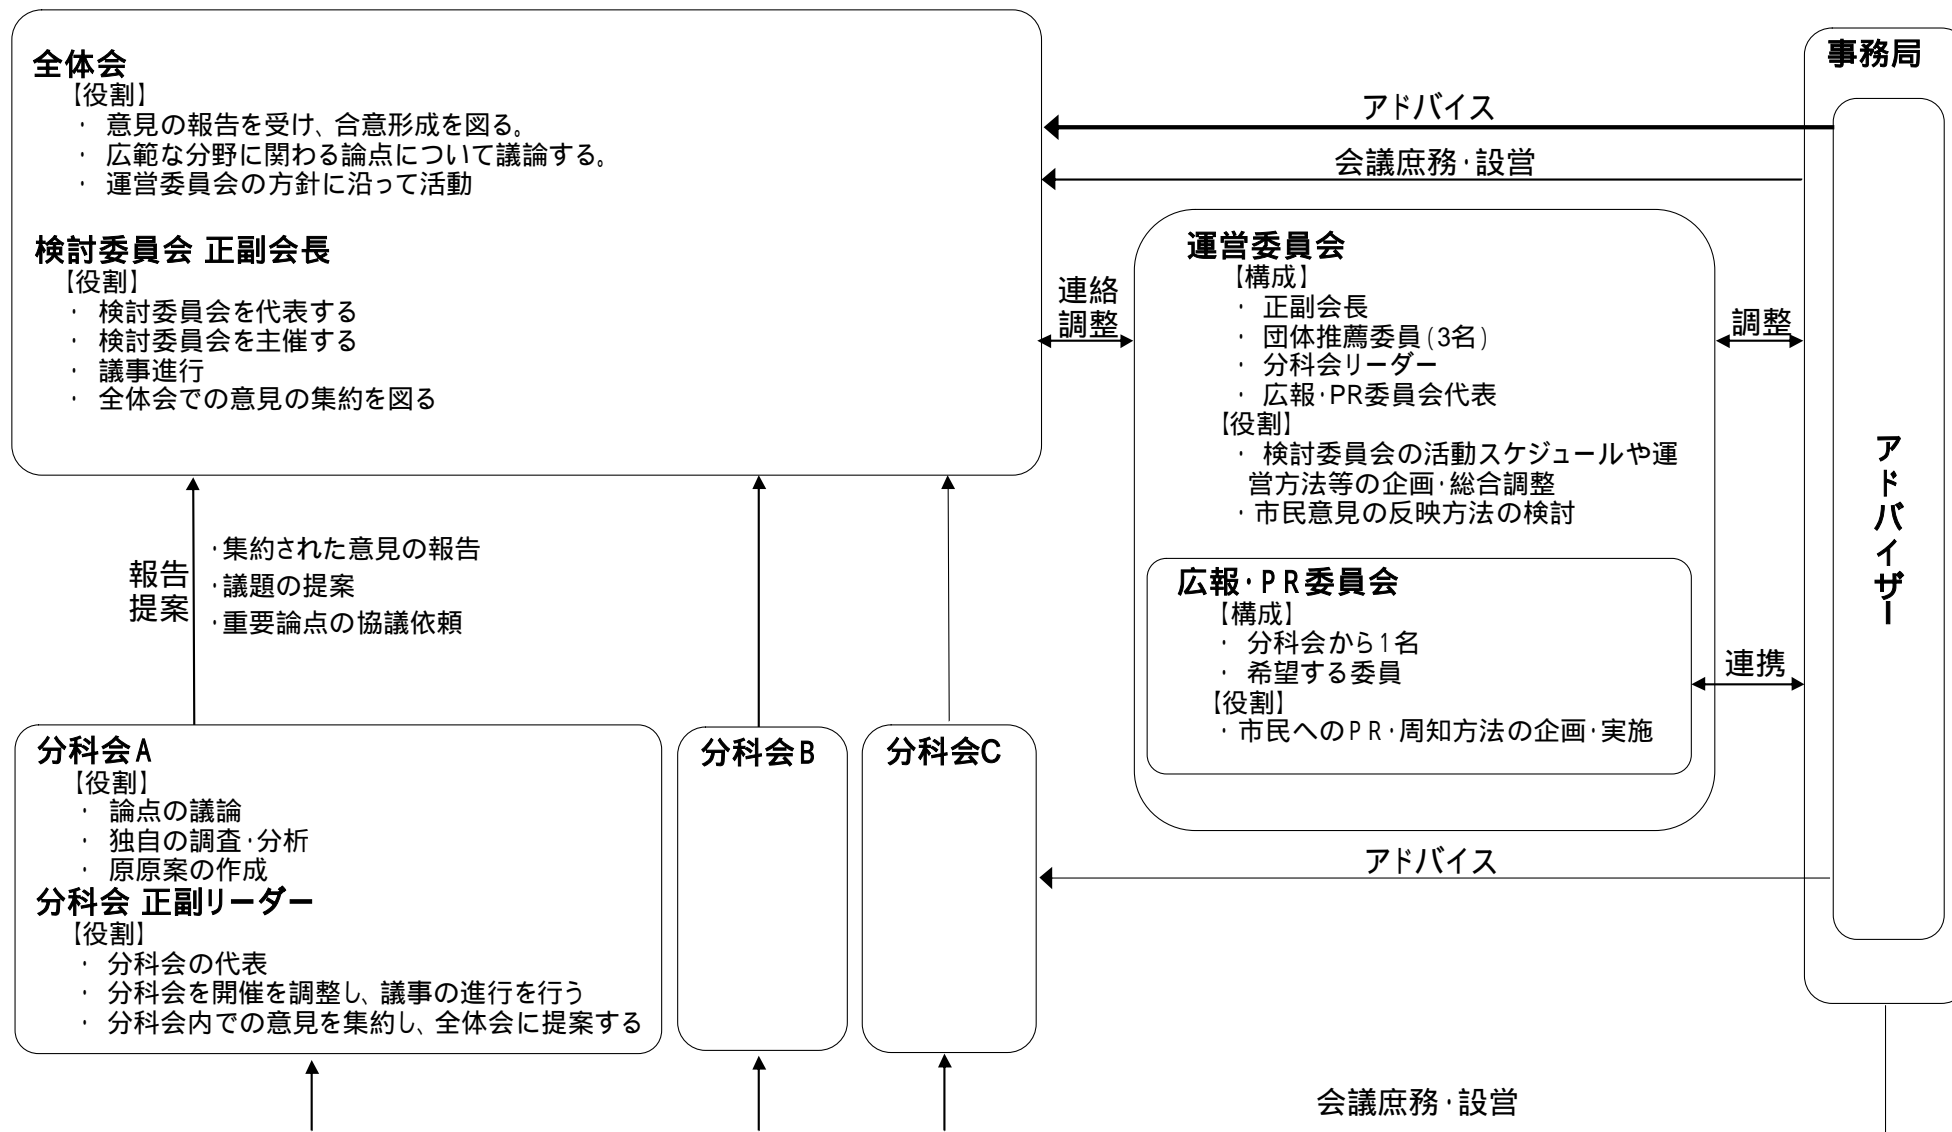 全体会
【役割】
・ 意見の報告を受け、合意形成を図る。
・ 広範な分野に関わる論点について議論する。
・ 運営委員会の方針に沿って活動
検討委員会 正副会長
【役割】
・ 検討委員会を代表する
・ 検討委員会を主催する
・ 議事進行
・ 全体会での意見の集約を図る
アドバイス
会議庶務・設営
事務局
アドバイザー
連絡
調整
運営委員会
【構成】
・ 正副会長
・ 団体推薦委員(3名)
・ 分科会リーダー
・ 広報・PR委員会代表
【役割】
・ 検討委員会の活動スケジュールや運
営方法等の企画・総合調整
・市民意見の反映方法の検討
調整
広報・PR委員会
【構成】
・ 分科会から1名
・ 希望する委員
【役割】
・市民へのPR・周知方法の企画・実施
連携
報告
提案
・集約された意見の報告
・議題の提案
・重要論点の協議依頼
分科会A
【役割】
・ 論点の議論
・ 独自の調査・分析
・ 原原案の作成
分科会 正副リーダー
【役割】
・ 分科会の代表
・ 分科会を開催を調整し、議事の進行を行う
・ 分科会内での意見を集約し、全体会に提案する
分科会B
分科会C
アドバイス
会議庶務・設営